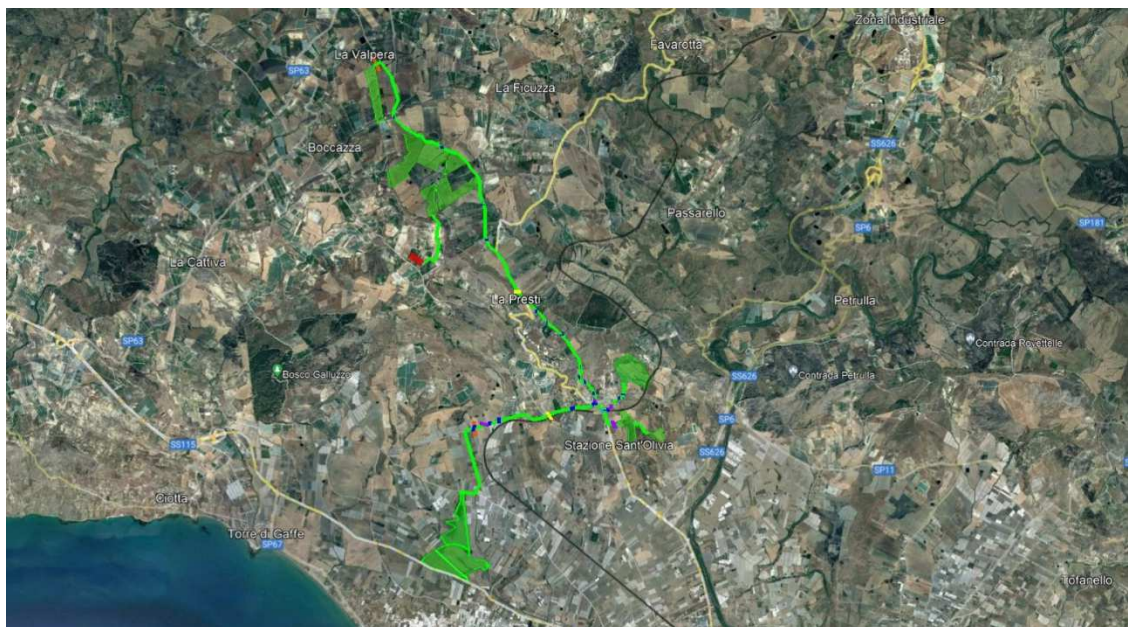 Zona Industriale
Favarotta
La Valpera
SP63
La Ficuzza
SS626
Boccazza
Passarello
SP181
SP6
La Cattiva
La Presti
Petrulla
SP63
Contrada Rovettelle
Bosco Galluzzo
Contrada Petrulla
SS626
SP6
SS115
Stazione Sant'Olivia
SS626
SP11
Ciotta
Torre di Gaffe
SP67
Tofanello